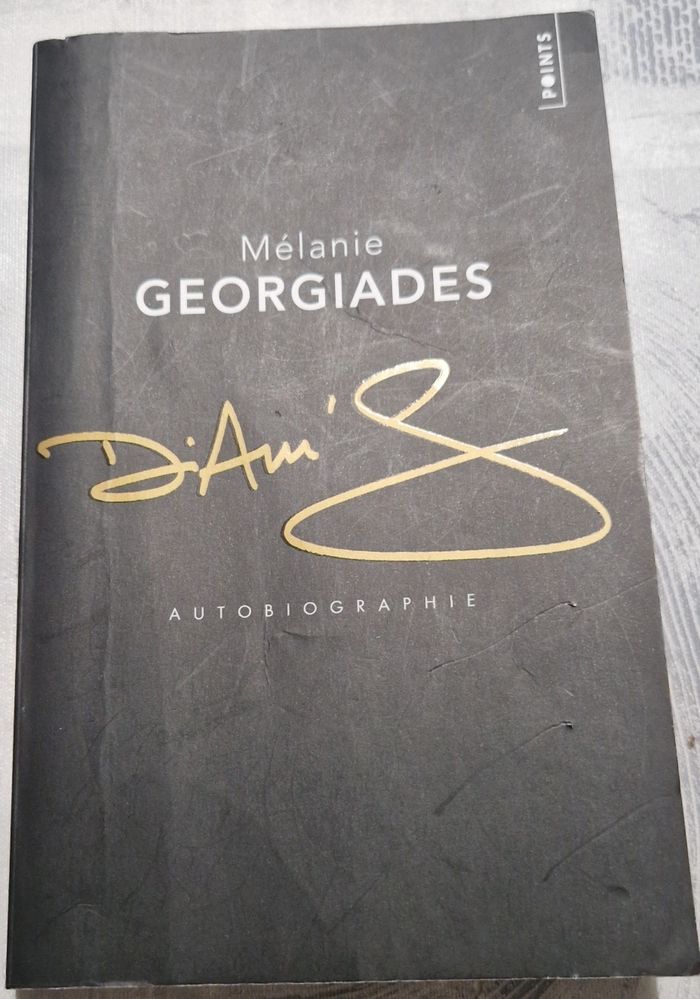 POINTS
Mélanie
GEORGIADES
DiAm's
AUTOBIOGRAPHIE